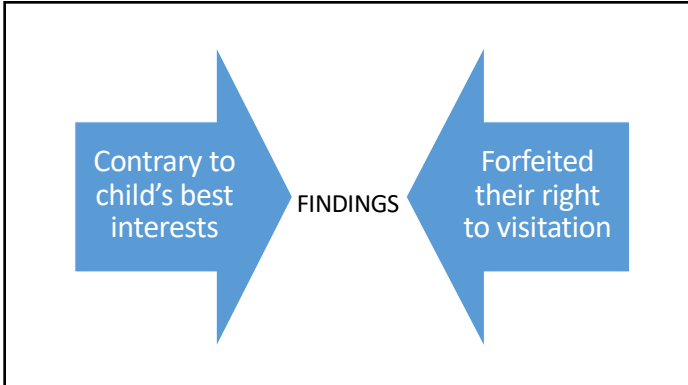 Contrary to
child’s best
interests
FINDINGS
Forfeited
their right
to visitation